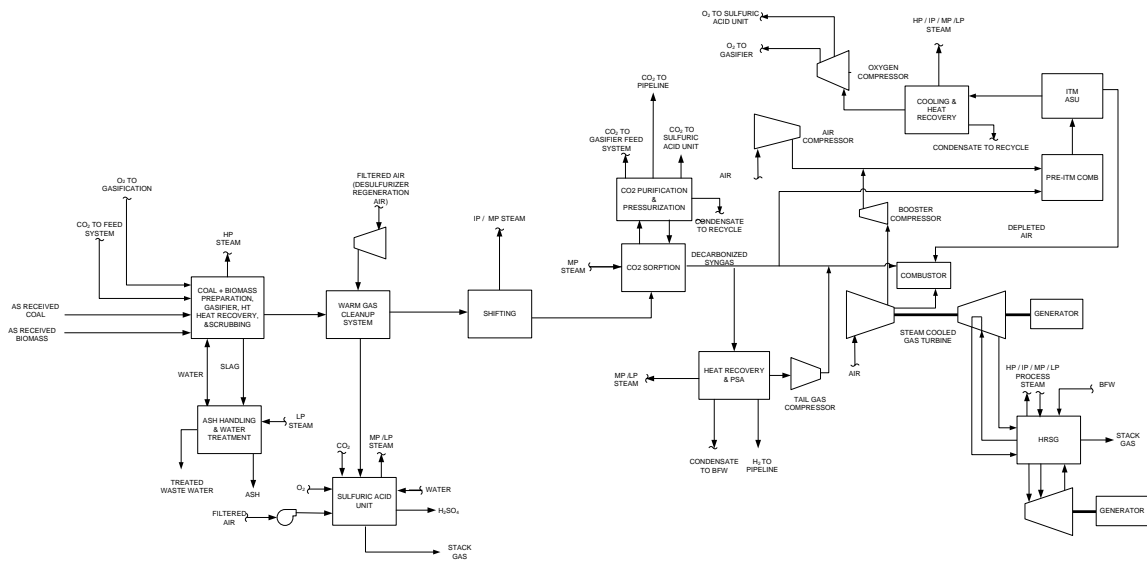 O₂ TO SULFURIC
ACID UNIT
O₂ TO
GASIFIER
OXYGEN
COMPRESSOR
HP / IP / MP /LP
STEAM
COOLING &
HEAT
RECOVERY
CONDENSATE TO RECYCLE
ITM
ASU
AIR
COMPRESSOR
AIR
PRE-ITM COMB
BOOSTER
COMPRESSOR
DEPLETED
AIR
CO₂ TO
PIPELINE
CO₂ TO
GASIFIER FEED
SYSTEM
CO₂ TO
SULFURIC
ACID UNIT
CO2 PURIFICATION
&
PRESSURIZATION
CONDENSATE
TO RECYCLE
MP
STEAM
CO2 SORPTION
DECARBONIZED
SYNGAS
COMBUSTOR
O₂ TO
GASIFICATION
CO₂ TO FEED
SYSTEM
HP
STEAM
FILTERED AIR
(DESULFURIZER
REGENERATION
AIR)
IP / MP STEAM
AS RECEIVED
COAL
AS RECEIVED
BIOMASS
COAL + BIOMASS
PREPARATION,
GASIFIER, HT
HEAT RECOVERY,
&SCRUBBING
WARM GAS
CLEANUP
SYSTEM
SHIFTING
STEAM COOLED
GAS TURBINE
GENERATOR
AIR
WATER
SLAG
ASH HANDLING
& WATER
TREATMENT
LP
STEAM
TREATED
WASTE WATER
ASH
MP /LP
STEAM
HEAT RECOVERY
& PSA
TAIL GAS
COMPRESSOR
CONDENSATE
TO BFW
H₂ TO
PIPELINE
HP / IP / MP / LP
PROCESS
STEAM
BFW
HRSG
STACK
GAS
GENERATOR
CO₂
MP /LP
STEAM
O₂
WATER
SULFURIC ACID
UNIT
FILTERED
AIR
H₂SO₄
STACK
GAS